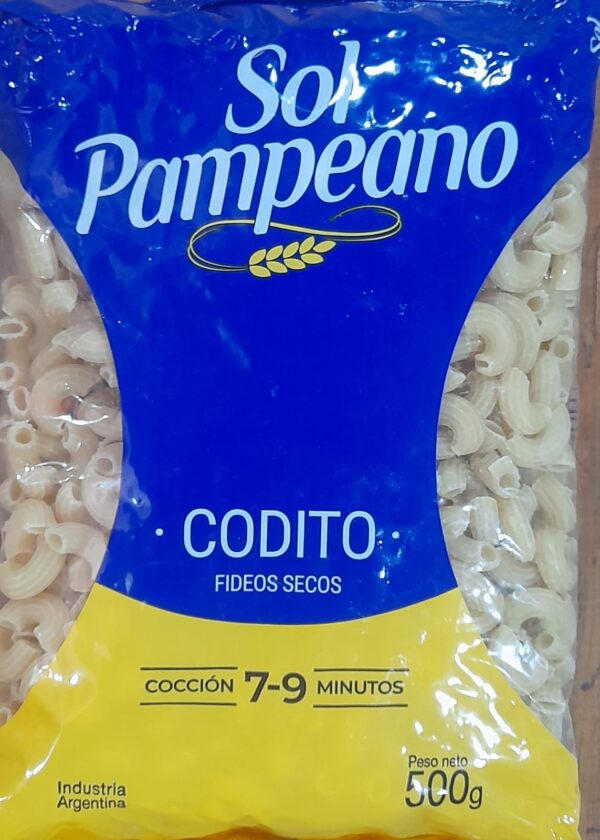 Sol
Pampeano
· CODITO ·
FIDEOS SECOS
COCCIÓN 7-9 MINUTOS
Peso neto
500g
Industria
Argentina